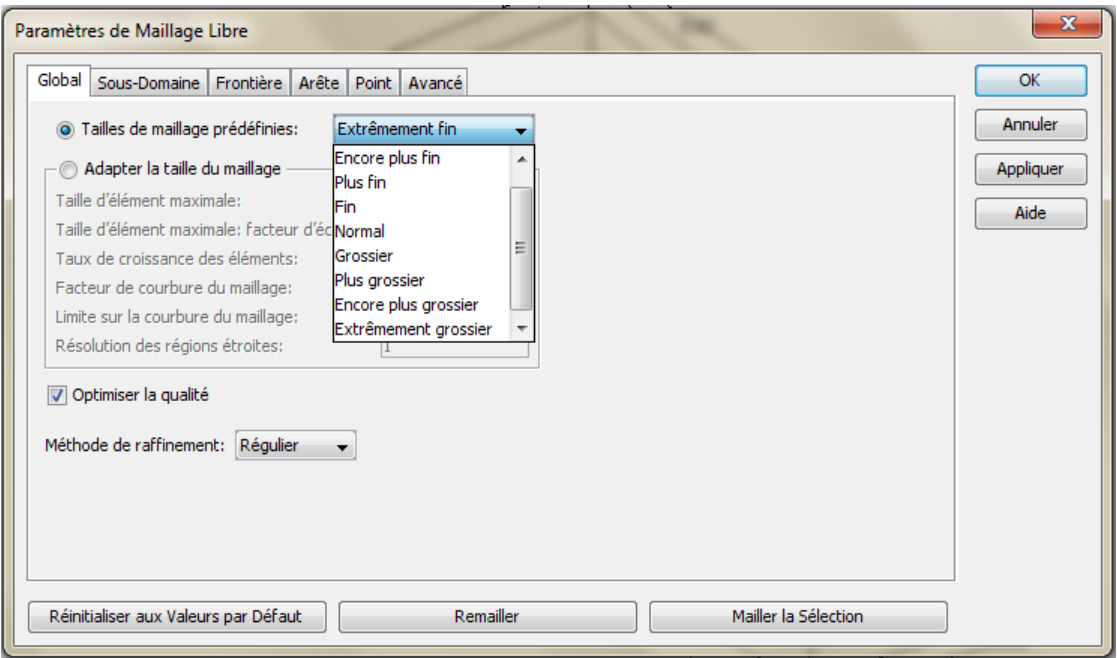 Paramètres de Maillage Libre
Global Sous-Domaine Frontière Arête Point Avancé
Tailles de maillage prédéfinies: Extrêmement fin
Encore plus fin
Plus fin
Fin
Normal
Grossier
Plus grossier
Encore plus grossier
Extrêmement grossier
Adapter la taille du maillage
Taille d'élément maximale:
Taille d'élément maximale: facteur d'éc
Taux de croissance des éléments:
Facteur de courbure du maillage:
Limite sur la courbure du maillage:
Résolution des régions étroites:
Optimiser la qualité
Méthode de raffinement: Régulier
OK
Annuler
Appliquer
Aide
Réinitialiser aux Valeurs par Défaut Remailler Mailler la Sélection